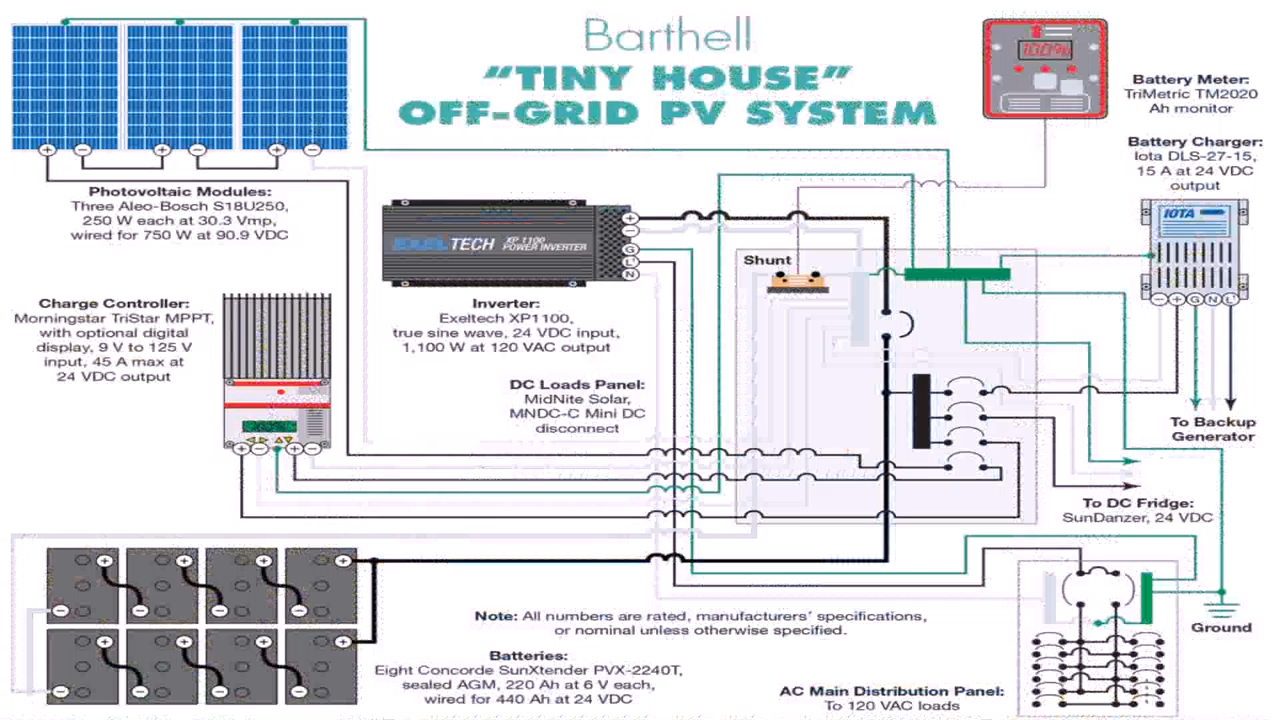 Barthell
“TINY HOUSE”
OFF-GRID PV SYSTEM
100%
Battery Meter:
TriMetric TM2020
Ah monitor
Battery Charger:
Iota DLS-27-15,
15 A at 24 VDC
output
Photovoltaic Modules:
Three Aleo-Bosch S18U250,
250 W each at 30.3 Vmp,
wired for 750 W at 90.9 VDC
EXELTECH XP 1100
POWER INVERTER
+
−
G
L¹
N
IOTA
− + G N L¹
Shunt
Charge Controller:
Morningstar TriStar MPPT,
with optional digital
display, 9 V to 125 V
input, 45 A max at
24 VDC output
Inverter:
Exeltech XP1100,
true sine wave, 24 VDC input,
1,100 W at 120 VAC output
DC Loads Panel:
MidNite Solar,
MNDC-C Mini DC
disconnect
To Backup
Generator
To DC Fridge:
SunDanzer, 24 VDC
Note: All numbers are rated, manufacturers’ specifications,
or nominal unless otherwise specified.
Ground
Batteries:
Eight Concorde SunXtender PVX-2240T,
sealed AGM, 220 Ah at 6 V each,
wired for 440 Ah at 24 VDC
AC Main Distribution Panel:
To 120 VAC loads